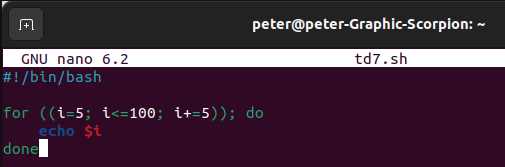 peter@peter-Graphic-Scorpion: ~
GNU nano 6.2 td7.sh
#!/bin/bash
for ((i=5; i<=100; i+=5)); do
    echo $i
done